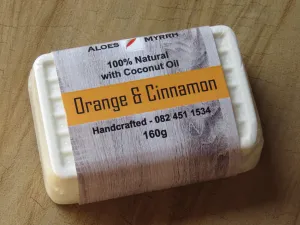 ALOES MYRRH
100% Natural
with Coconut Oil
Orange & Cinnamon
Handcrafted - 082 451 1534
160g